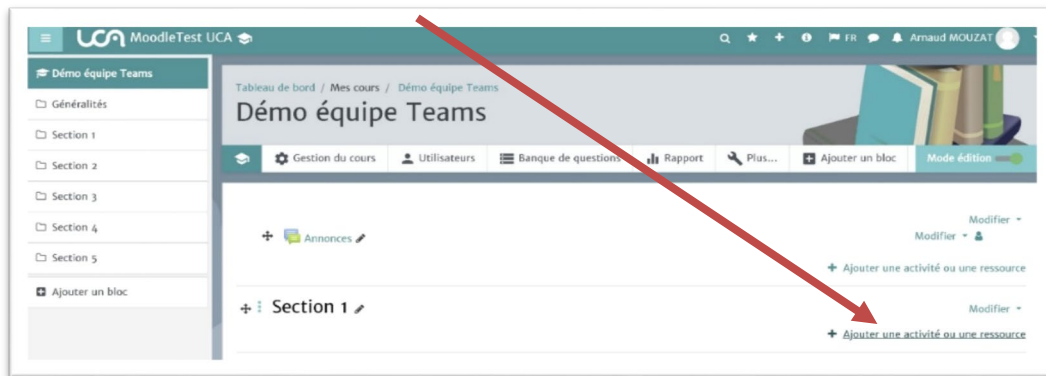 UCA MoodleTest UCA
FR Arnaud MOUZAT
Démo équipe Teams
Généralités
Section 1
Section 2
Section 3
Section 4
Section 5
Ajouter un bloc
Tableau de bord / Mes cours / Démo équipe Teams
Démo équipe Teams
Gestion du cours Utilisateurs Banque de questions Rapport Plus... Ajouter un bloc Mode édition
Modifier
Annonces Modifier
+ Ajouter une activité ou une ressource
Section 1 Modifier
+ Ajouter une activité ou une ressource